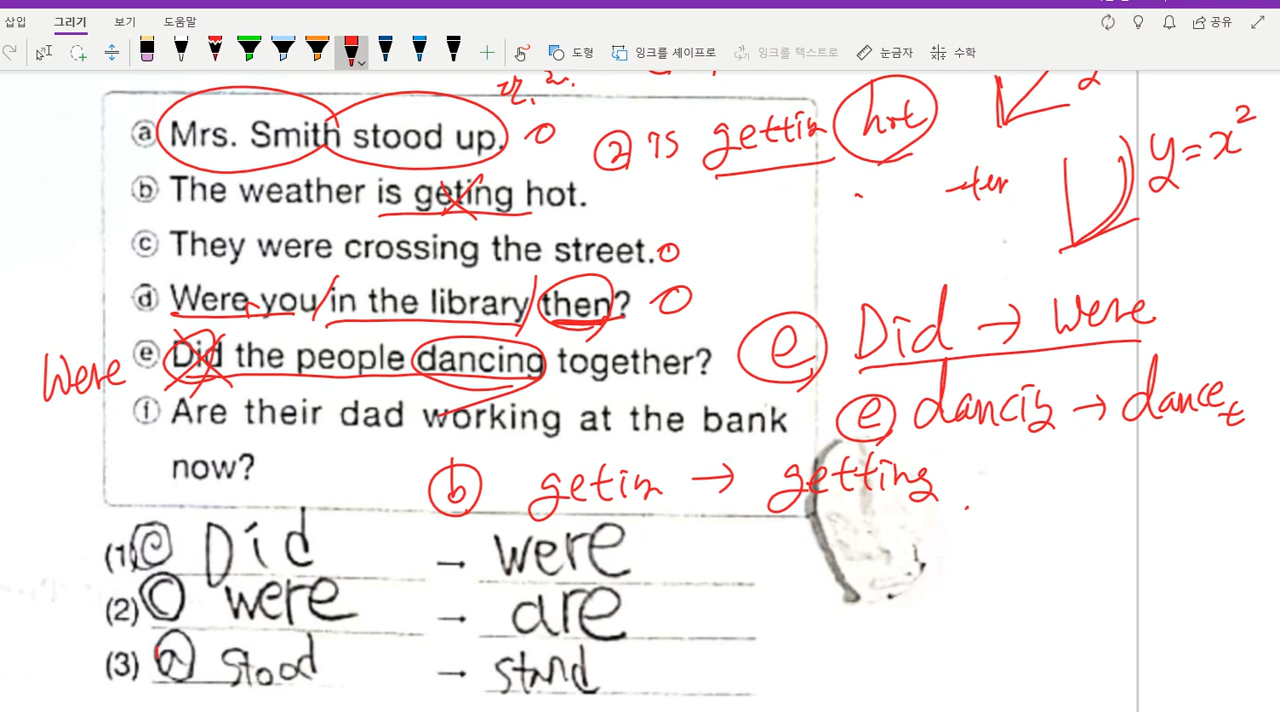 삽입 그리기 보기 도움말 공유
도형 잉크를 셰이프로 잉크를 텍스트로 눈금자 수학
ⓐ Mrs. Smith stood up. O
② is gettin hot
y=x²
ⓑ The weather is geting hot.
ⓒ They were crossing the street. O
ⓓ Were you / in the library / then? O
ⓔ Did → were
Were ⓔ Did the people dancing together?
ⓔ dancing → dance
ⓕ Are their dad working at the bank
now?
ⓑ getin → getting
(1) ⓔ Did → were
(2) ⓒ were → are
(3) ⓐ stood → stand